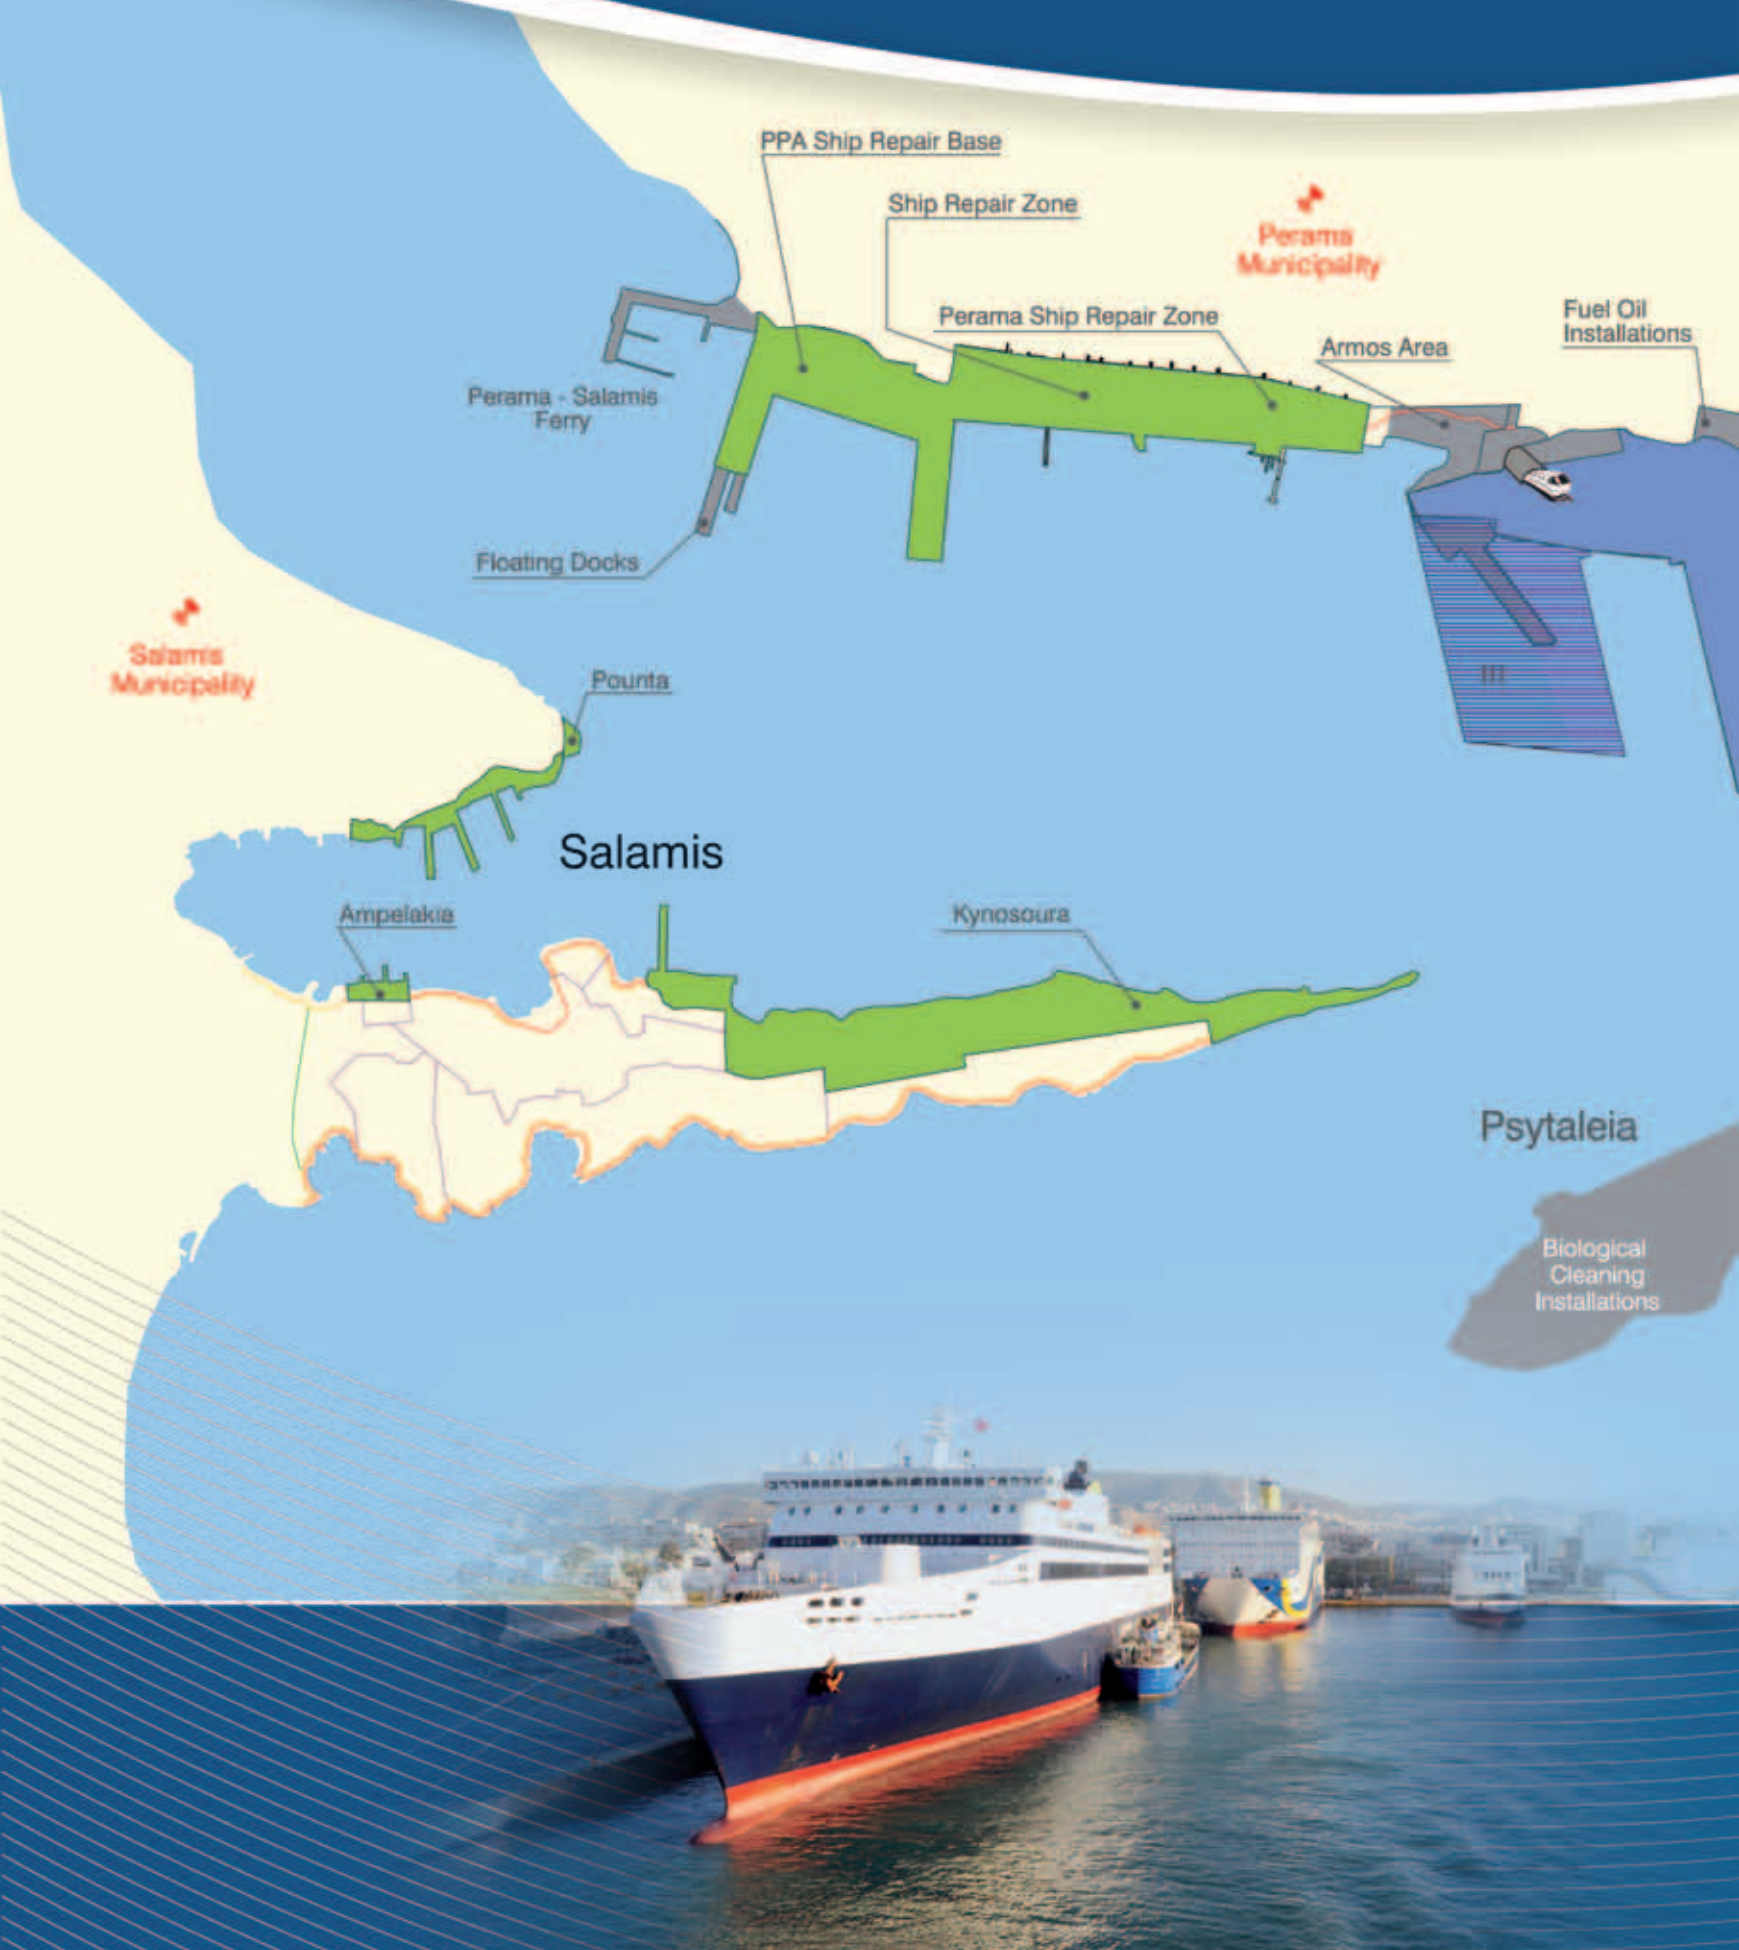 PPA Ship Repair Base
Ship Repair Zone
Perama
Municipality
Perama Ship Repair Zone
Fuel Oil
Installations
Armos Area
Perama - Salamis
Ferry
Floating Docks
Salamis
Municipality
Pounta
III
Salamis
Ampelakia
Kynosoura
Psytaleia
Biological
Cleaning
Installations